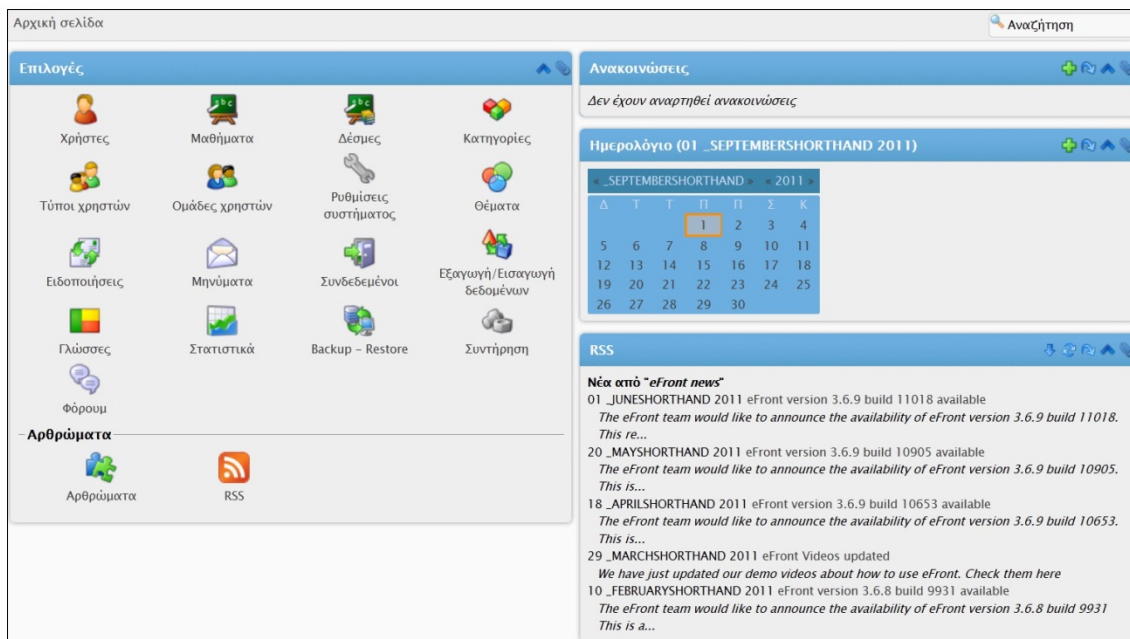 Αρχική σελίδα
Αναζήτηση
Επιλογές
Χρήστες
Μαθήματα
Δέσμες
Κατηγορίες
Τύποι χρηστών
Ομάδες χρηστών
Ρυθμίσεις
συστήματος
Θέματα
Ειδοποιήσεις
Μηνύματα
Συνδεδεμένοι
Εξαγωγή/Εισαγωγή
δεδομένων
Γλώσσες
Στατιστικά
Backup – Restore
Συντήρηση
Φόρουμ
Αρθρώματα
Αρθρώματα
RSS
Ανακοινώσεις
Δεν έχουν αναρτηθεί ανακοινώσεις
Ημερολόγιο (01 _SEPTEMBERSHORTHAND 2011)
« _SEPTEMBERSHORTHAND » « 2011 »
Δ Τ Τ Π Π Σ Κ
1 2 3 4
5 6 7 8 9 10 11
12 13 14 15 16 17 18
19 20 21 22 23 24 25
26 27 28 29 30
RSS
Νέα από "eFront news"
01 _JUNESHORTHAND 2011 eFront version 3.6.9 build 11018 available
The eFront team would like to announce the availability of eFront version 3.6.9 build 11018.
This re...
20 _MAYSHORTHAND 2011 eFront version 3.6.9 build 10905 available
The eFront team would like to announce the availability of eFront version 3.6.9 build 10905.
This is...
18 _APRILSHORTHAND 2011 eFront version 3.6.9 build 10653 available
The eFront team would like to announce the availability of eFront version 3.6.9 build 10653.
This is...
29 _MARCHSHORTHAND 2011 eFront Videos updated
We have just updated our demo videos about how to use eFront. Check them here
10 _FEBRUARYSHORTHAND 2011 eFront version 3.6.8 build 9931 available
The eFront team would like to announce the availability of eFront version 3.6.8 build 9931
This is a...